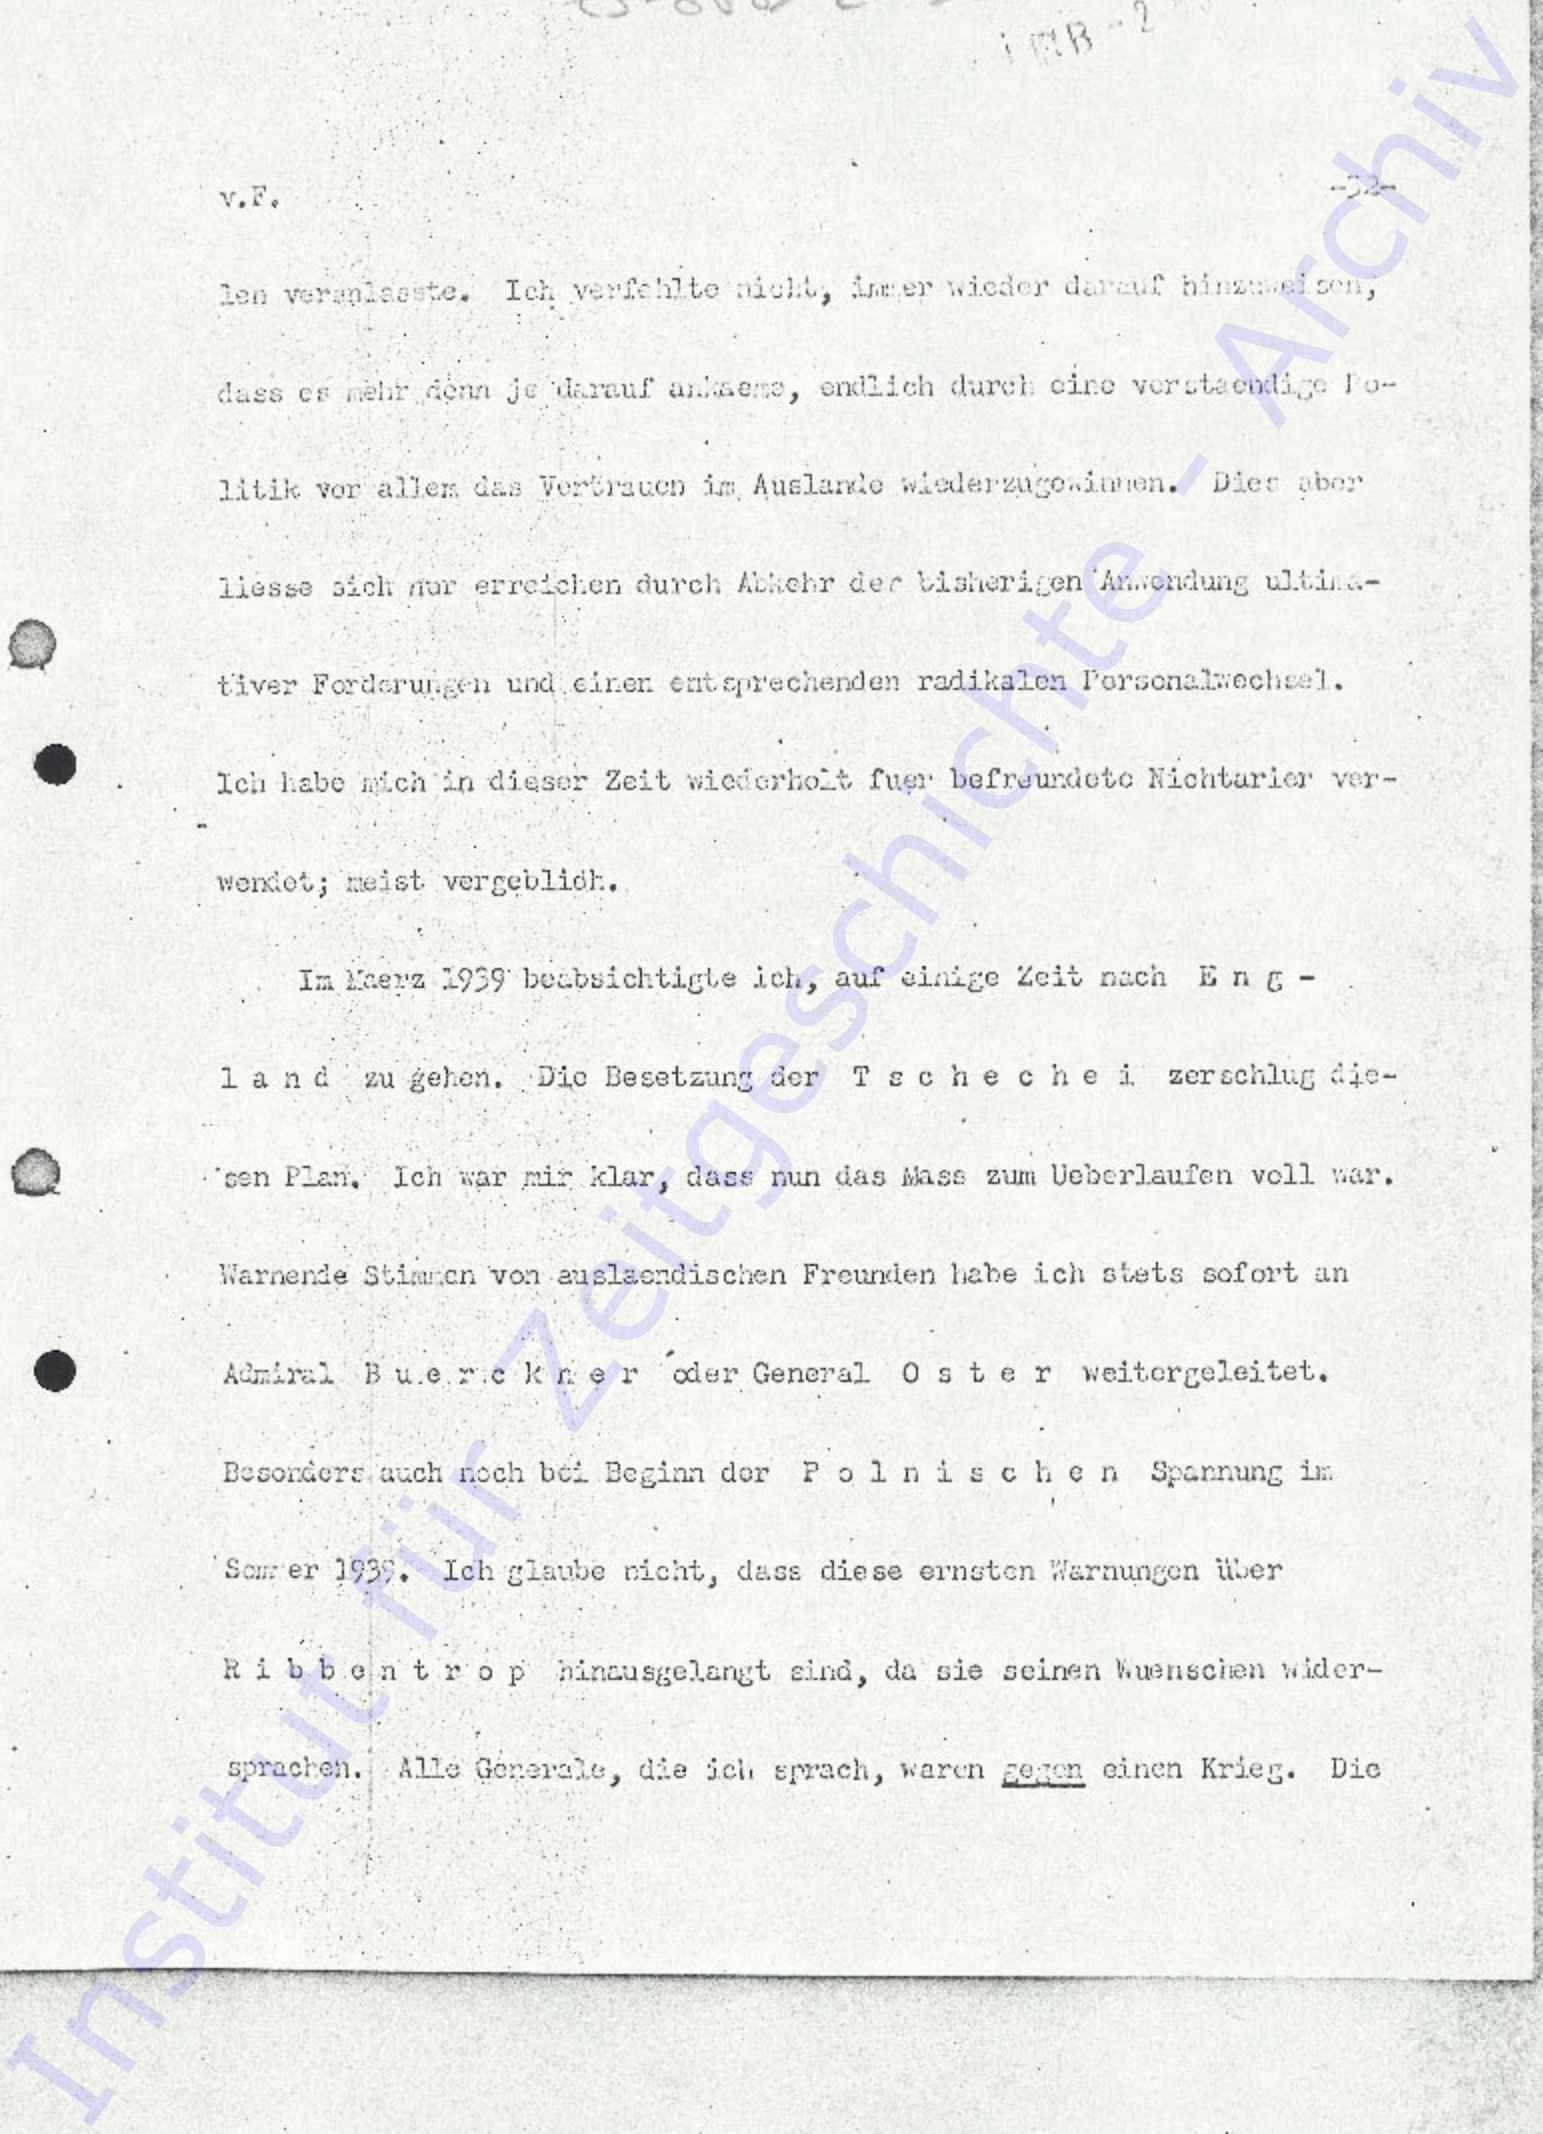 v.F.
-32-
len veranlasste. Ich verfehlte nicht, immer wieder darauf hinzuweisen,
dass es mehr denn je darauf ankaeme, endlich durch eine verstaendige Po-
litik vor allem das Vertrauen im Auslande wiederzugewinnen. Dies aber
liesse sich nur erreichen durch Abkehr der bisherigen Anwendung ultima-
tiver Forderungen und einen entsprechenden radikalen Personalwechsel.
Ich habe mich in dieser Zeit wiederholt fuer befreundete Nichtarier ver-
wendet; meist vergeblich.
Im Maerz 1939 beabsichtigte ich, auf einige Zeit nach E n g -
l a n d zu gehen. Die Besetzung der T s c h e c h e i zerschlug die-
sen Plan. Ich war mir klar, dass nun das Mass zum Ueberlaufen voll war.
Warnende Stimmen von auslaendischen Freunden habe ich stets sofort an
Admiral B u e r c k n e r oder General O s t e r weitergeleitet.
Besonders auch noch bei Beginn der P o l n i s c h e n Spannung im
Sommer 1939. Ich glaube nicht, dass diese ernsten Warnungen über
R i b b e n t r o p hinausgelangt sind, da sie seinen Wuenschen wider-
sprachen. Alle Generale, die ich sprach, waren gegen einen Krieg. Die
Institut für Zeitgeschichte - Archiv